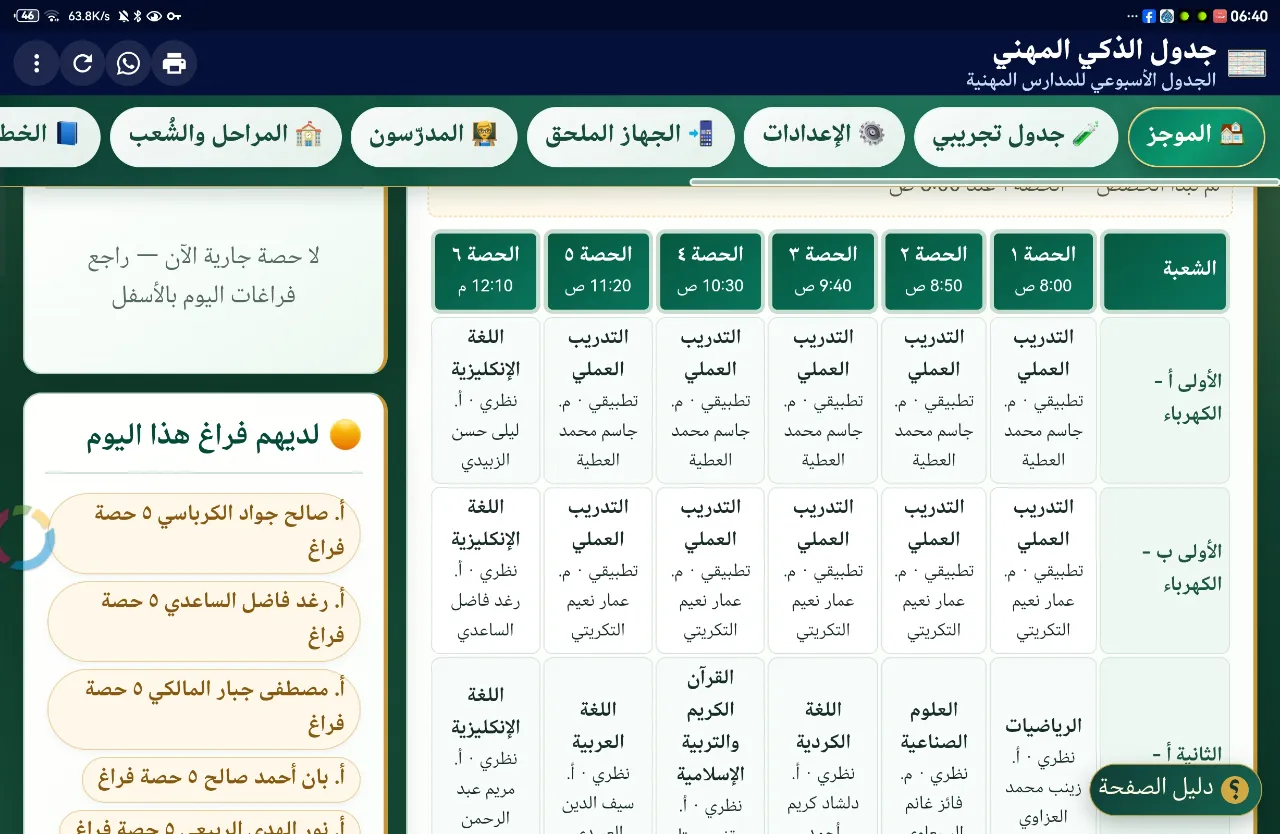 46 63.8K/s
06:40
جدول الذكي المهني
الجدول الأسبوعي للمدارس المهنية
الموجز
جدول تجريبي
الإعدادات
الجهاز الملحق
المدرّسون
المراحل والشُعب
الخط
الشعبة
الحصة ١
8:00 ص
الحصة ٢
8:50 ص
الحصة ٣
9:40 ص
الحصة ٤
10:30 ص
الحصة ٥
11:20 ص
الحصة ٦
12:10 م
الأولى أ -
الكهرباء
التدريب
العملي
تطبيقي · م.
جاسم محمد
العطية
التدريب
العملي
تطبيقي · م.
جاسم محمد
العطية
التدريب
العملي
تطبيقي · م.
جاسم محمد
العطية
التدريب
العملي
تطبيقي · م.
جاسم محمد
العطية
التدريب
العملي
تطبيقي · م.
جاسم محمد
العطية
اللغة
الإنكليزية
نظري · أ.
ليلى حسن
الزبيدي
الأولى ب -
الكهرباء
التدريب
العملي
تطبيقي · م.
عمار نعيم
التكريتي
التدريب
العملي
تطبيقي · م.
عمار نعيم
التكريتي
التدريب
العملي
تطبيقي · م.
عمار نعيم
التكريتي
التدريب
العملي
تطبيقي · م.
عمار نعيم
التكريتي
التدريب
العملي
تطبيقي · م.
عمار نعيم
التكريتي
اللغة
الإنكليزية
نظري · أ.
رغد فاضل
الساعدي
الثانية أ -
الرياضيات
نظري · أ.
زينب محمد
العزاوي
العلوم
الصناعية
نظري · م.
فائز غانم
اللغة
الكردية
نظري · أ.
دلشاد كريم
أحمد
القرآن
الكريم
والتربية
الإسلامية
نظري · أ.
اللغة
العربية
نظري · أ.
سيف الدين
العبيدي
اللغة
الإنكليزية
نظري · أ.
مريم عبد
الرحمن
لا حصة جارية الآن — راجع
فراغات اليوم بالأسفل
لديهم فراغ هذا اليوم
أ. صالح جواد الكرباسي ٥ حصة
فراغ
أ. رغد فاضل الساعدي ٥ حصة
فراغ
أ. مصطفى جبار المالكي ٥ حصة
فراغ
أ. بان أحمد صالح ٥ حصة فراغ
أ. نور الهدى الربيعي ٥ حصة فراغ
؟ دليل الصفحة